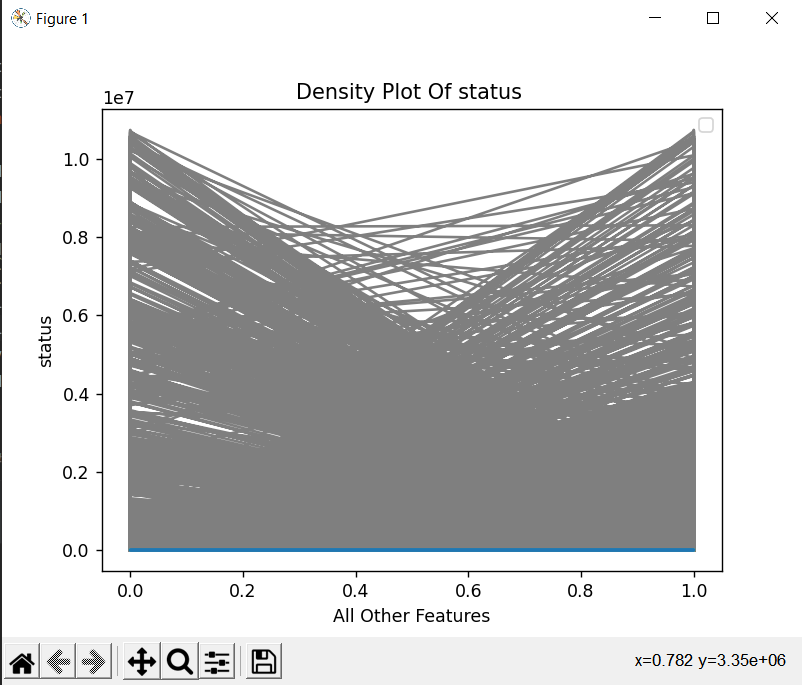 Figure 1
Density Plot Of status
1e7
1.0
0.8
0.6
0.4
0.2
0.0
status
0.0 0.2 0.4 0.6 0.8 1.0
All Other Features
x=0.782 y=3.35e+06